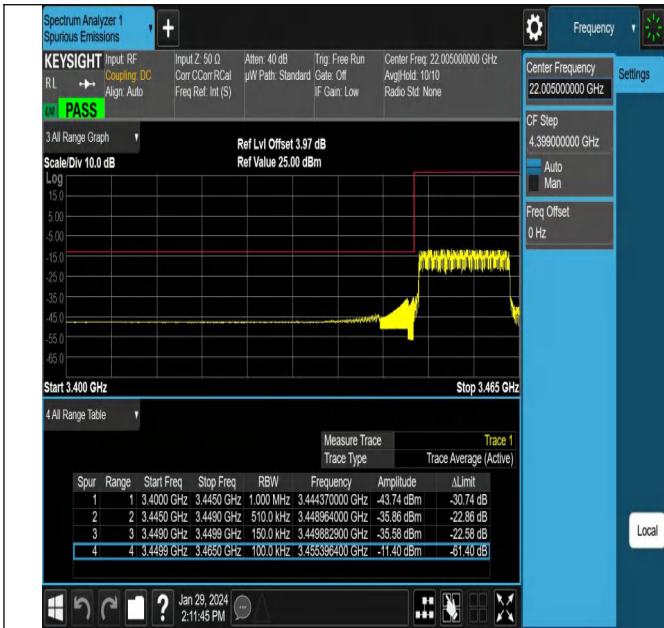 Spectrum Analyzer 1
Spurious Emissions
Frequency
KEYSIGHT
RL
PASS
Input: RF
Coupling: DC
Align: Auto
Input Z: 50 Ω
Corr CCorr RCal
Freq Ref: Int (S)
Atten: 40 dB
µW Path: Standard
Trig: Free Run
Gate: Off
IF Gain: Low
Center Freq: 22.005000000 GHz
Avg|Hold: 10/10
Radio Std: None
Center Frequency
22.005000000 GHz
Settings
CF Step
4.399000000 GHz
Auto
Man
Freq Offset
0 Hz
Local
3 All Range Graph
Scale/Div 10.0 dB
Ref Lvl Offset 3.97 dB
Ref Value 25.00 dBm
Log
15.0
5.00
-5.00
-15.0
-25.0
-35.0
-45.0
-55.0
-65.0
Start 3.400 GHz
Stop 3.465 GHz
4 All Range Table
Measure Trace Trace 1
Trace Type Trace Average (Active)
Spur Range Start Freq Stop Freq RBW Frequency Amplitude ΔLimit
1 1 3.4000 GHz 3.4450 GHz 1.000 MHz 3.444370000 GHz -43.74 dBm -30.74 dB
2 2 3.4450 GHz 3.4490 GHz 510.0 kHz 3.448964000 GHz -35.86 dBm -22.86 dB
3 3 3.4490 GHz 3.4499 GHz 150.0 kHz 3.449882900 GHz -35.58 dBm -22.58 dB
4 4 3.4499 GHz 3.4650 GHz 100.0 kHz 3.455396400 GHz -11.40 dBm -61.40 dB
Jan 29, 2024
2:11:45 PM